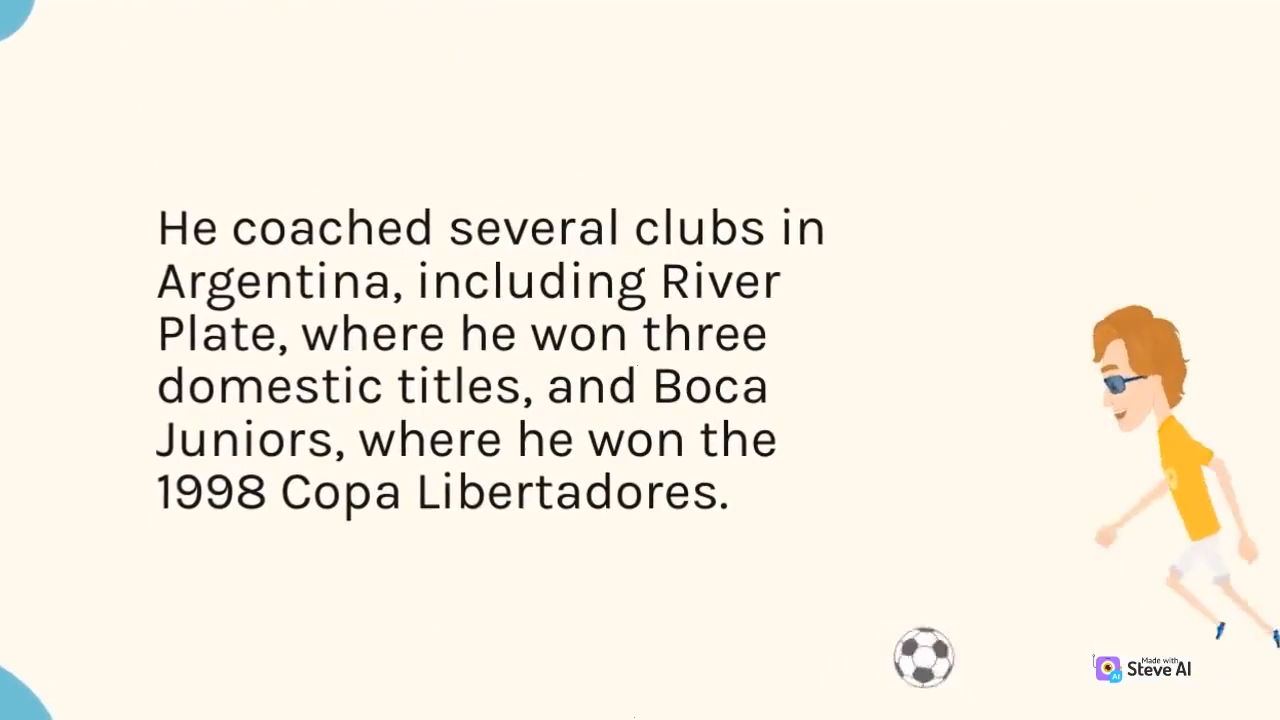 He coached several clubs in
Argentina, including River
Plate, where he won three
domestic titles, and Boca
Juniors, where he won the
1998 Copa Libertadores.
Made with
Steve AI
AI